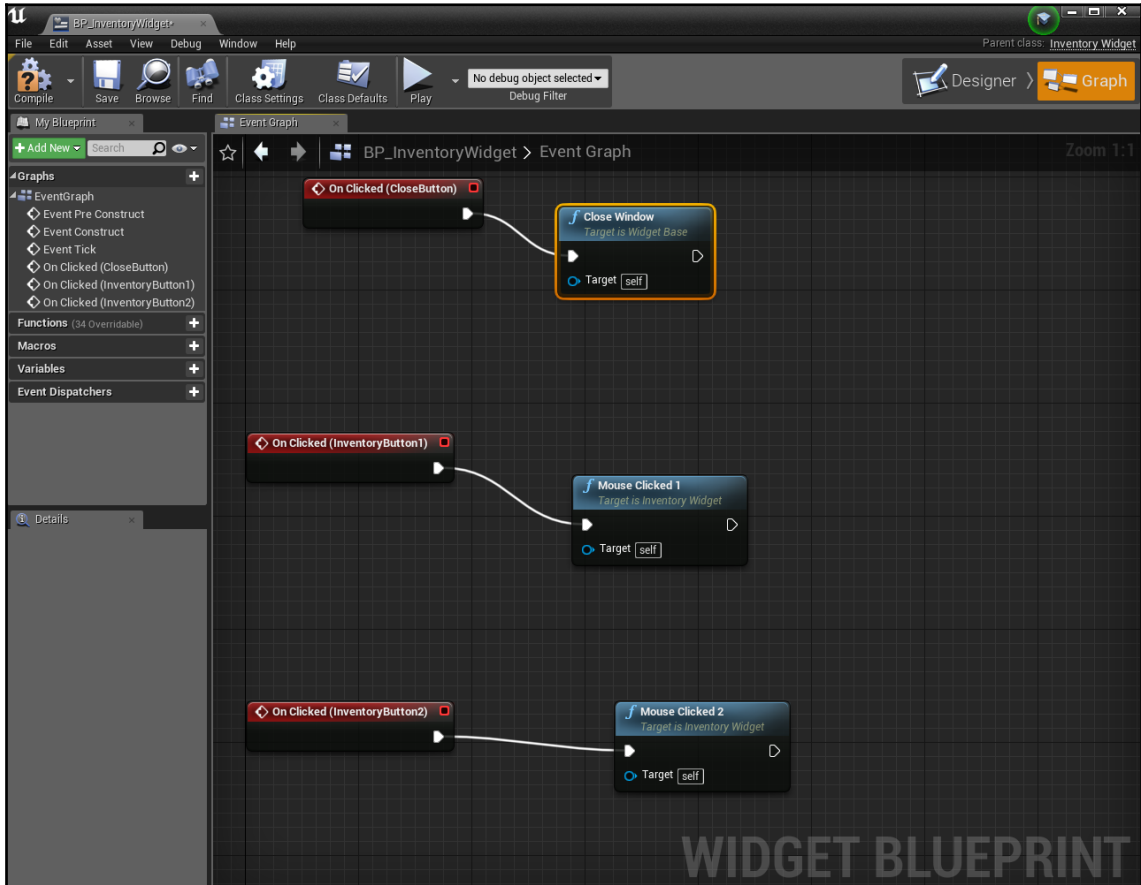 BP_InventoryWidget*
File Edit Asset View Debug Window Help
Parent class: Inventory Widget
Compile Save Browse Find Class Settings Class Defaults Play
No debug object selected
Debug Filter
Designer Graph
My Blueprint
Event Graph
Add New Search
BP_InventoryWidget > Event Graph
Zoom 1:1
Graphs
EventGraph
Event Pre Construct
Event Construct
Event Tick
On Clicked (CloseButton)
On Clicked (InventoryButton1)
On Clicked (InventoryButton2)
Functions (34 Overridable)
Macros
Variables
Event Dispatchers
Details
On Clicked (CloseButton)
Close Window
Target is Widget Base
Target self
On Clicked (InventoryButton1)
Mouse Clicked 1
Target is Inventory Widget
Target self
On Clicked (InventoryButton2)
Mouse Clicked 2
Target is Inventory Widget
Target self
WIDGET BLUEPRINT